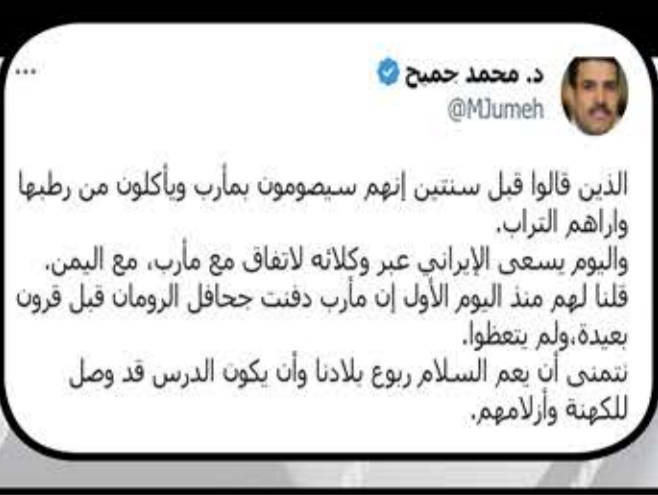 د. محمد جميح
@MJumeh
الذين قالوا قبل سنتين إنهم سيصومون بمأرب ويأكلون من رطبها
واراهم التراب.
واليوم يسعى الإيراني عبر وكلائه لاتفاق مع مأرب، مع اليمن.
قلنا لهم منذ اليوم الأول إن مأرب دفنت جحافل الرومان قبل قرون
بعيدة،ولم يتعظوا.
نتمنى أن يعم السلام ربوع بلادنا وأن يكون الدرس قد وصل
للكهنة وأزلامهم.